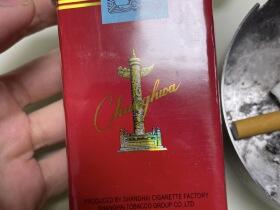 Chunghwa
PRODUCED BY SHANGHAI CIGARETTE FACTORY
SHANGHAI TOBACCO GROUP CO., LTD.